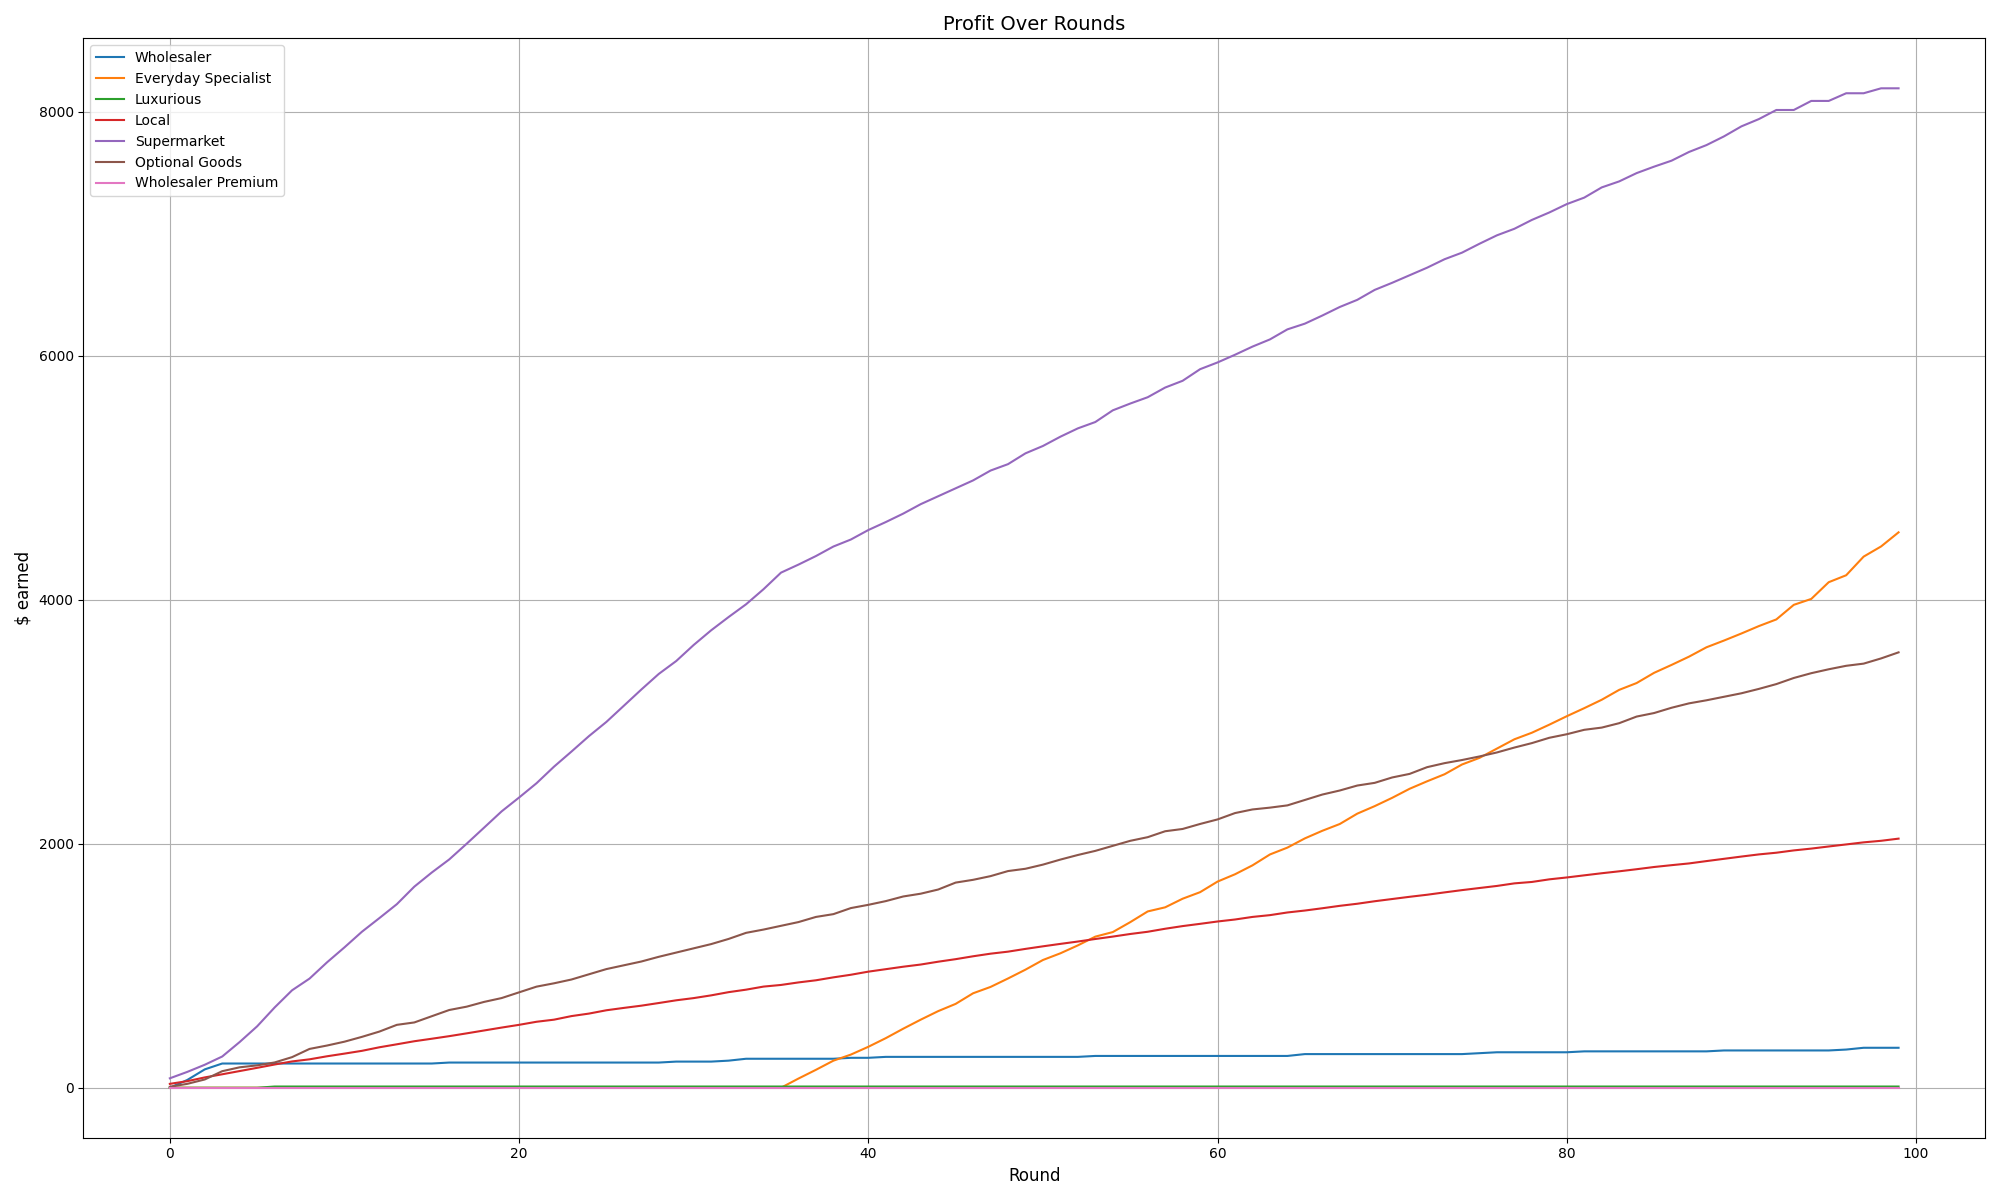 Profit Over Rounds
Wholesaler
Everyday Specialist
Luxurious
Local
Supermarket
Optional Goods
Wholesaler Premium
$ earned
8000
6000
4000
2000
0
0 20 40 60 80 100
Round